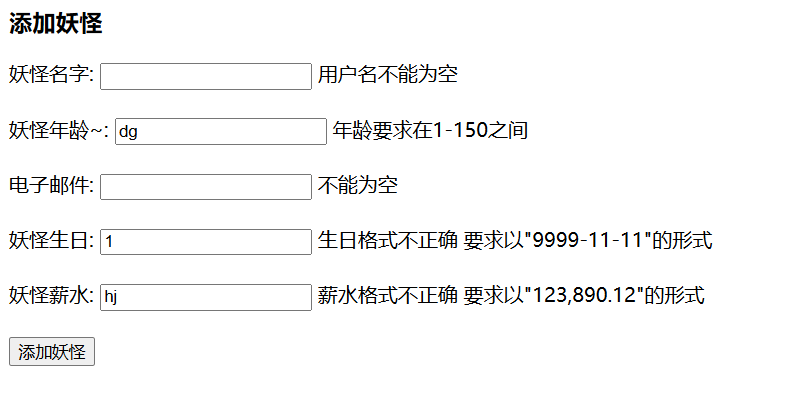 添加妖怪
妖怪名字: 用户名不能为空
妖怪年龄~: dg 年龄要求在1-150之间
电子邮件: 不能为空
妖怪生日: 1 生日格式不正确 要求以"9999-11-11"的形式
妖怪薪水: hj 薪水格式不正确 要求以"123,890.12"的形式
添加妖怪